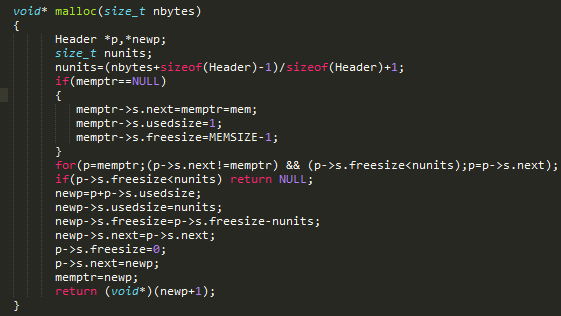 void* malloc(size_t nbytes)
{
Header *p,*newp;
size_t nunits;
nunits=(nbytes+sizeof(Header)-1)/sizeof(Header)+1;
if(memptr==NULL)
{
memptr->s.next=memptr=mem;
memptr->s.usedsize=1;
memptr->s.freesize=MEMSIZE-1;
}
for(p=memptr;(p->s.next!=memptr) && (p->s.freesize<nunits);p=p->s.next);
if(p->s.freesize<nunits) return NULL;
newp=p+p->s.usedsize;
newp->s.usedsize=nunits;
newp->s.freesize=p->s.freesize-nunits;
newp->s.next=p->s.next;
p->s.freesize=0;
p->s.next=newp;
memptr=newp;
return (void*)(newp+1);
}